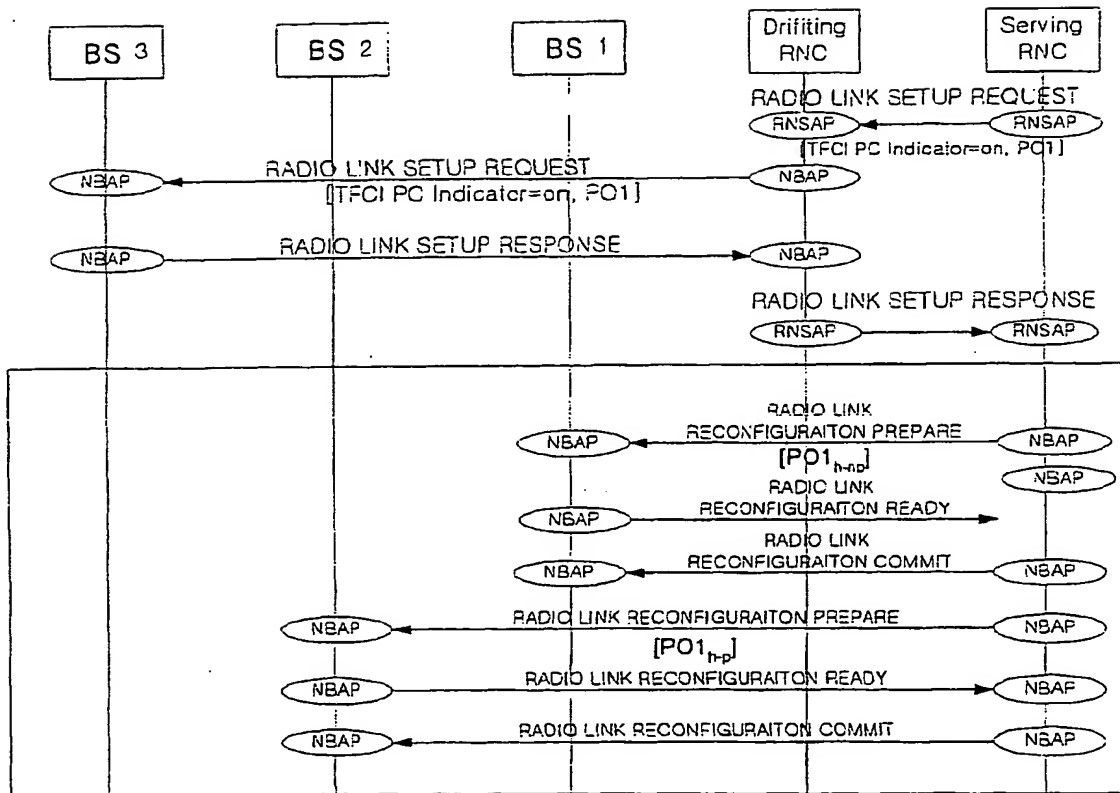 BS 3
BS 2
BS 1
Drifiting
RNC
Serving
RNC
RADIO LINK SETUP REQUEST
RNSAP
RNSAP
[TFCI PC Indicator=on, PO1]
RADIO LINK SETUP REQUEST
NBAP
NBAP
[TFCI PC Indicator=on, PO1]
RADIO LINK SETUP RESPONSE
NBAP
NBAP
RADIO LINK SETUP RESPONSE
RNSAP
RNSAP
RADIO LINK
RECONFIGURAITON PREPARE
NBAP
NBAP
[PO1h-np]
NBAP
RADIO LINK
RECONFIGURAITON READY
NBAP
RADIO LINK
RECONFIGURAITON COMMIT
NBAP
NBAP
RADIO LINK RECONFIGURAITON PREPARE
NBAP
NBAP
[PO1h-p]
RADIO LINK RECONFIGURAITON READY
NBAP
NBAP
RADIO LINK RECONFIGURAITON COMMIT
NBAP
NBAP